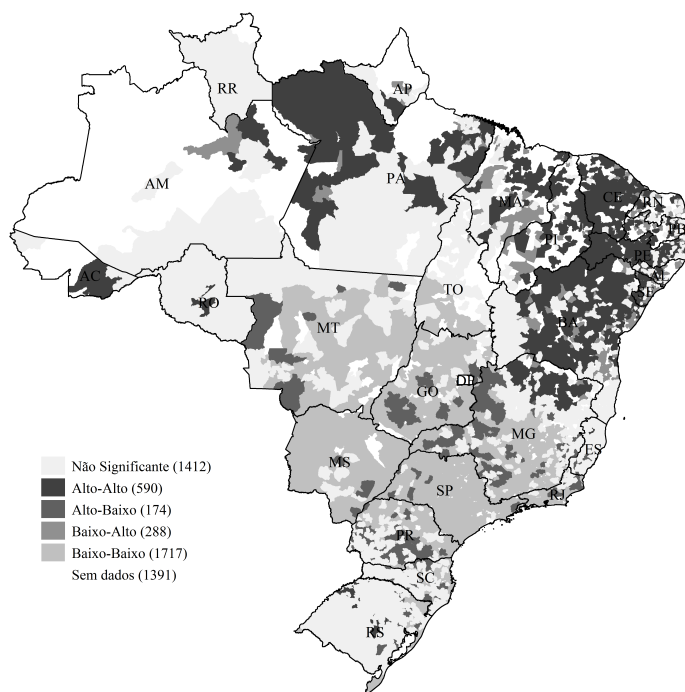 RR
AP
AM
PA
MA
CE
RN
PB
PI
PE
AL
SE
AC
RO
TO
BA
MT
GO
DF
MG
ES
MS
SP
RJ
PR
SC
RS
Não Significante (1412)
Alto-Alto (590)
Alto-Baixo (174)
Baixo-Alto (288)
Baixo-Baixo (1717)
Sem dados (1391)